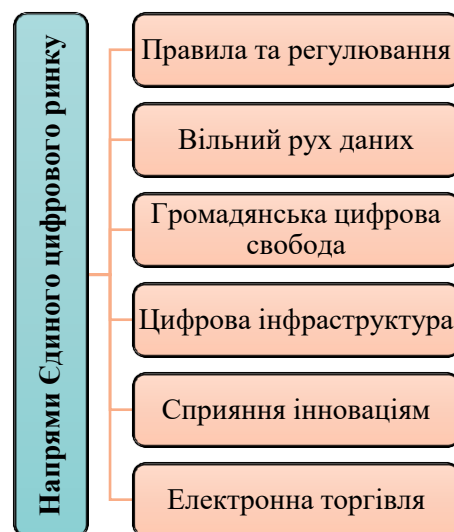 Напрями Єдиного цифрового ринку
Правила та регулювання
Вільний рух даних
Громадянська цифрова
свобода
Цифрова інфраструктура
Сприяння інноваціям
Електронна торгівля